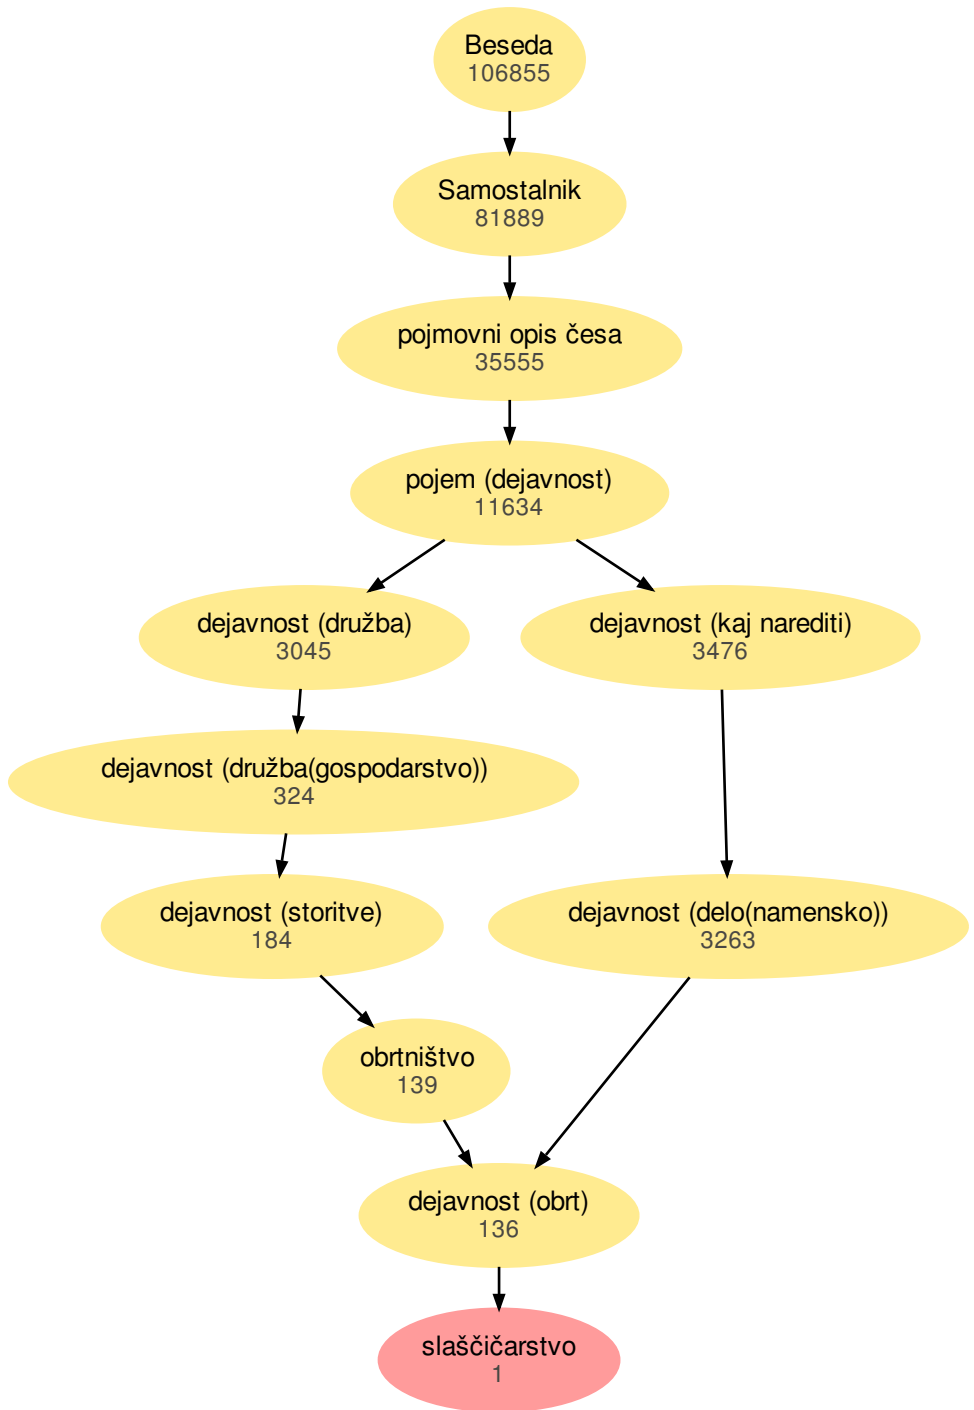 Beseda
106855
Samostalnik
81889
pojmovni opis česa
35555
pojem (dejavnost)
11634
dejavnost (družba)
3045
dejavnost (kaj narediti)
3476
dejavnost (družba(gospodarstvo))
324
dejavnost (storitve)
184
dejavnost (delo(namensko))
3263
obrtništvo
139
dejavnost (obrt)
136
slaščičarstvo
1